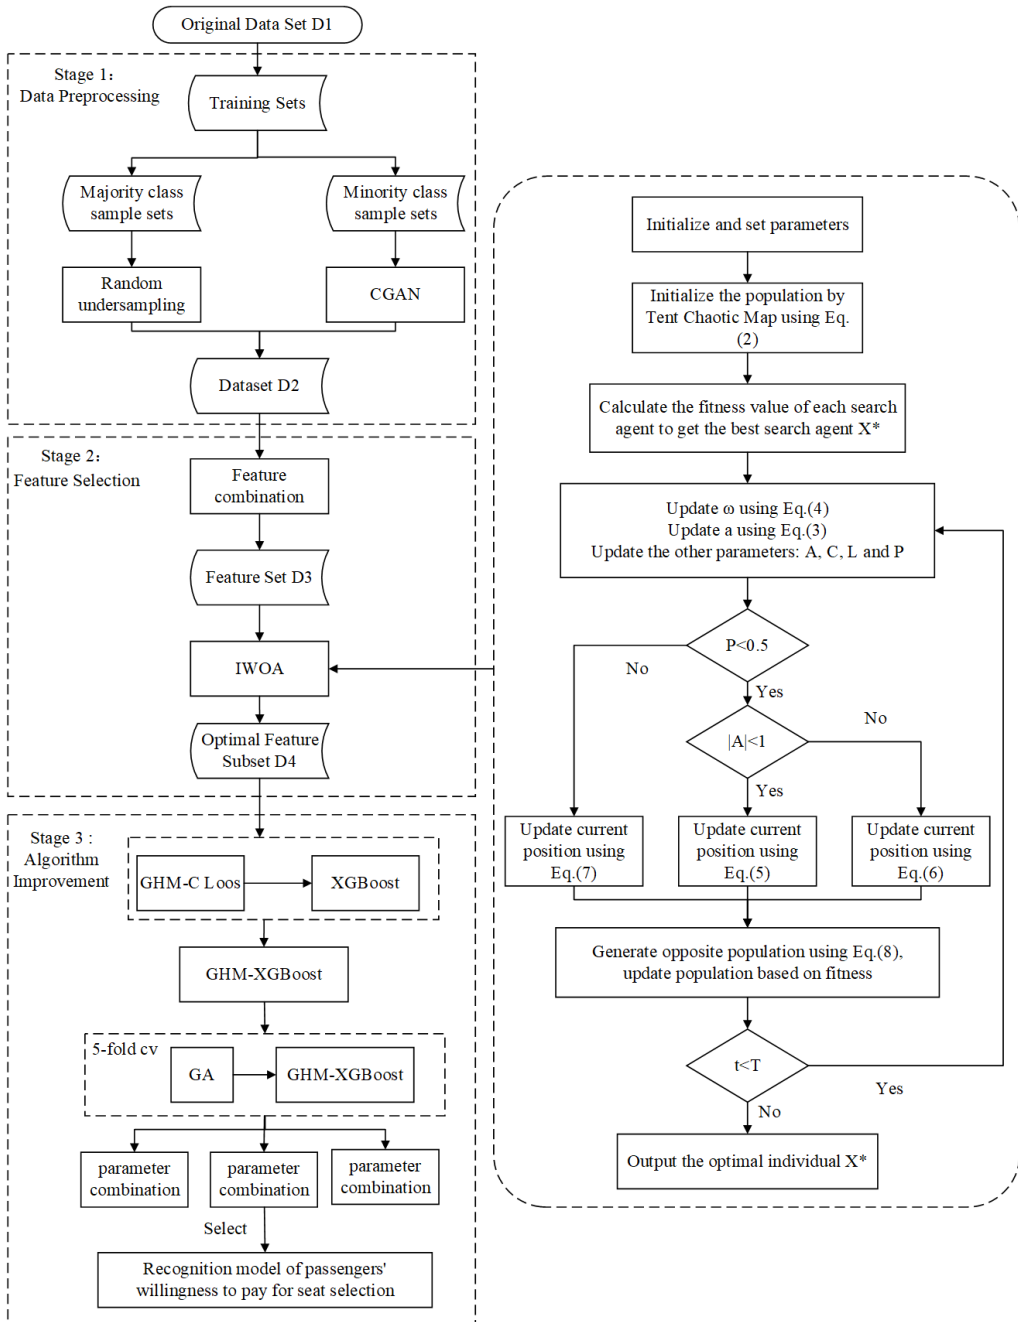 Original Data Set D1
Stage 1:
Data Preprocessing
Training Sets
Majority class
sample sets
Minority class
sample sets
Random
undersampling
CGAN
Dataset D2
Stage 2:
Feature Selection
Feature
combination
Feature Set D3
IWOA
Optimal Feature
Subset D4
Stage 3 :
Algorithm
Improvement
GHM-C Loos
XGBoost
GHM-XGBoost
5-fold cv
GA
GHM-XGBoost
parameter
combination
parameter
combination
parameter
combination
Select
Recognition model of passengers'
willingness to pay for seat selection
Initialize and set parameters
Initialize the population by
Tent Chaotic Map using Eq.
(2)
Calculate the fitness value of each search
agent to get the best search agent X*
Update ω using Eq.(4)
Update a using Eq.(3)
Update the other parameters: A, C, L and P
P<0.5
No
Yes
|A|<1
No
Yes
Update current
position using
Eq.(7)
Update current
position using
Eq.(5)
Update current
position using
Eq.(6)
Generate opposite population using Eq.(8),
update population based on fitness
t<T
Yes
No
Output the optimal individual X*